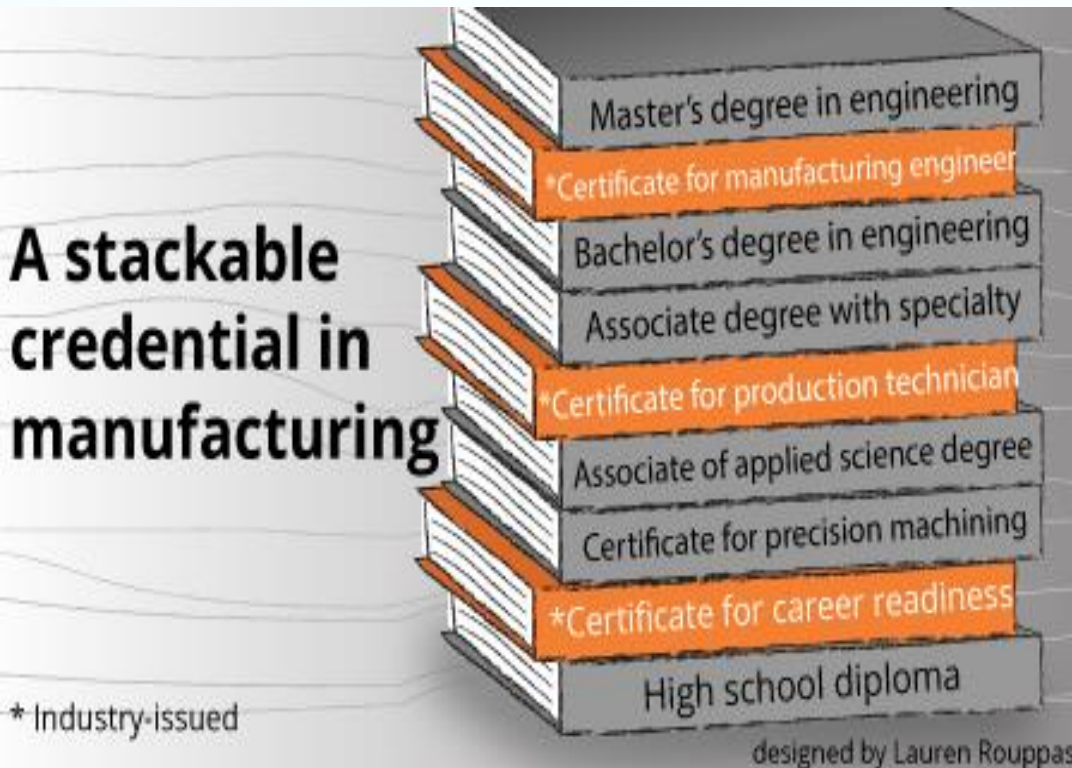 A stackable
credential in
manufacturing
Master's degree in engineering
*Certificate for manufacturing engineer
Bachelor's degree in engineering
Associate degree with specialty
*Certificate for production technician
Associate of applied science degree
Certificate for precision machining
*Certificate for career readiness
High school diploma
* Industry-issued
designed by Lauren Rouppas